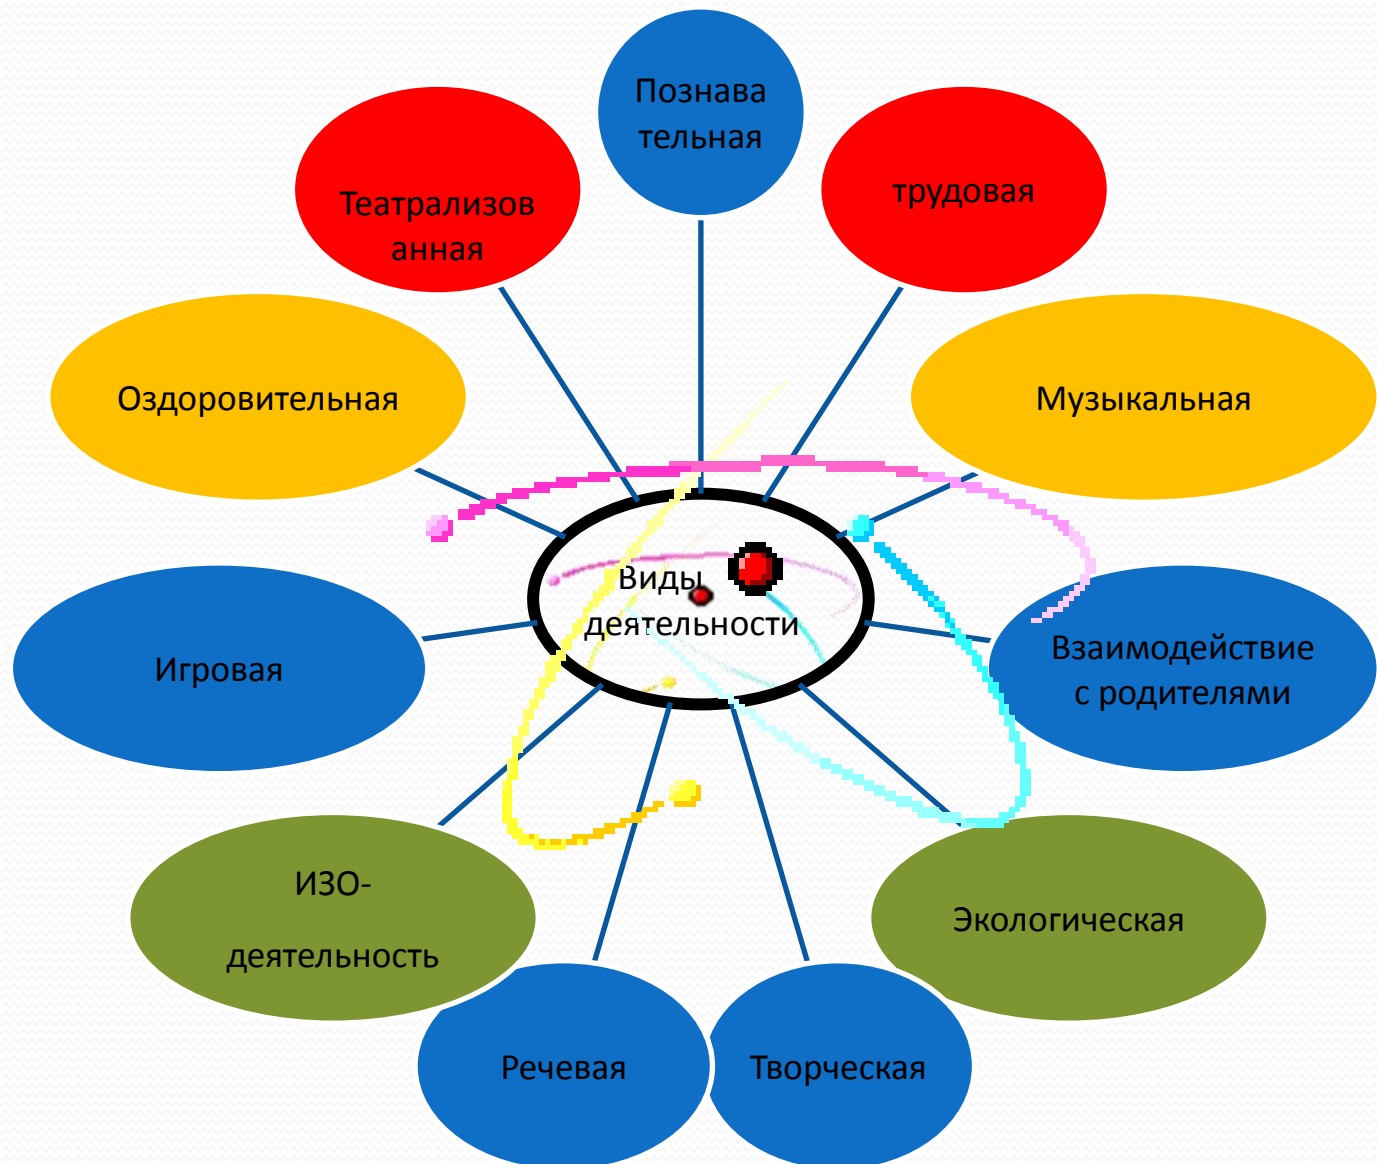 Познава
тельная
Театрализов
анная
трудовая
Оздоровительная
Музыкальная
Виды
деятельности
Игровая
Взаимодействие
с родителями
ИЗО-
деятельность
Экологическая
Речевая
Творческая